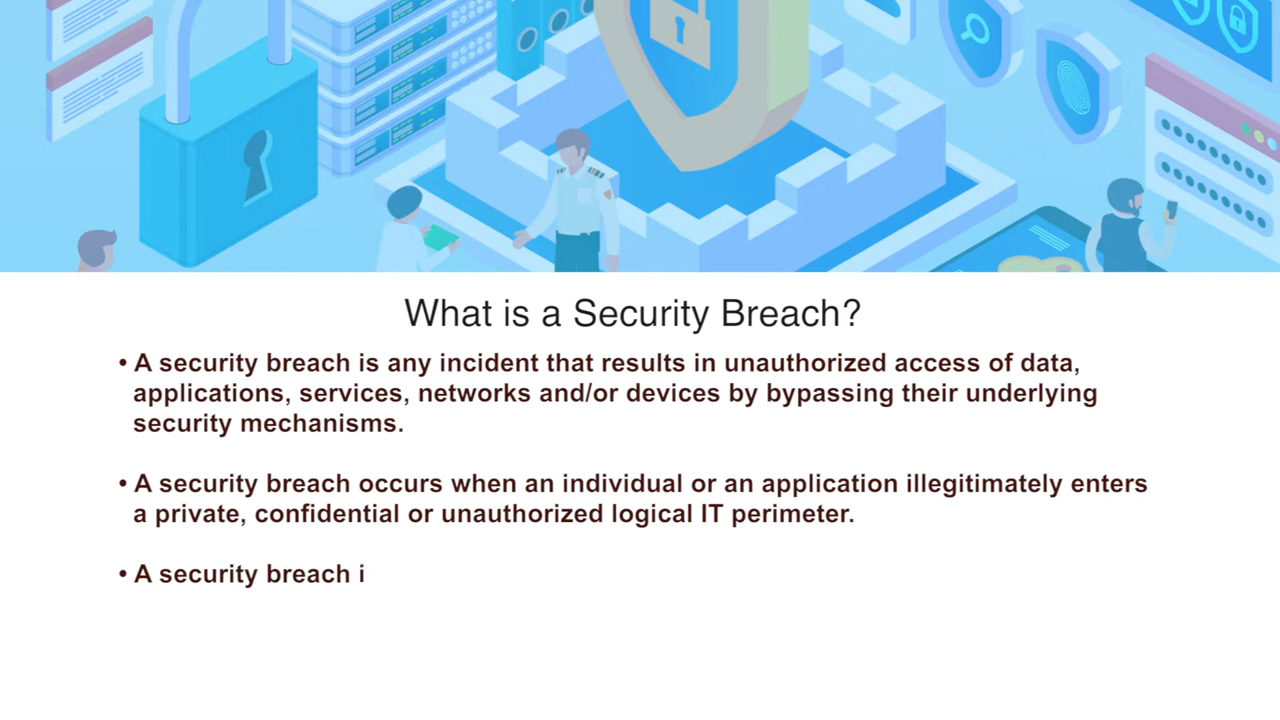 What is a Security Breach?
• A security breach is any incident that results in unauthorized access of data,
applications, services, networks and/or devices by bypassing their underlying
security mechanisms.
• A security breach occurs when an individual or an application illegitimately enters
a private, confidential or unauthorized logical IT perimeter.
• A security breach i